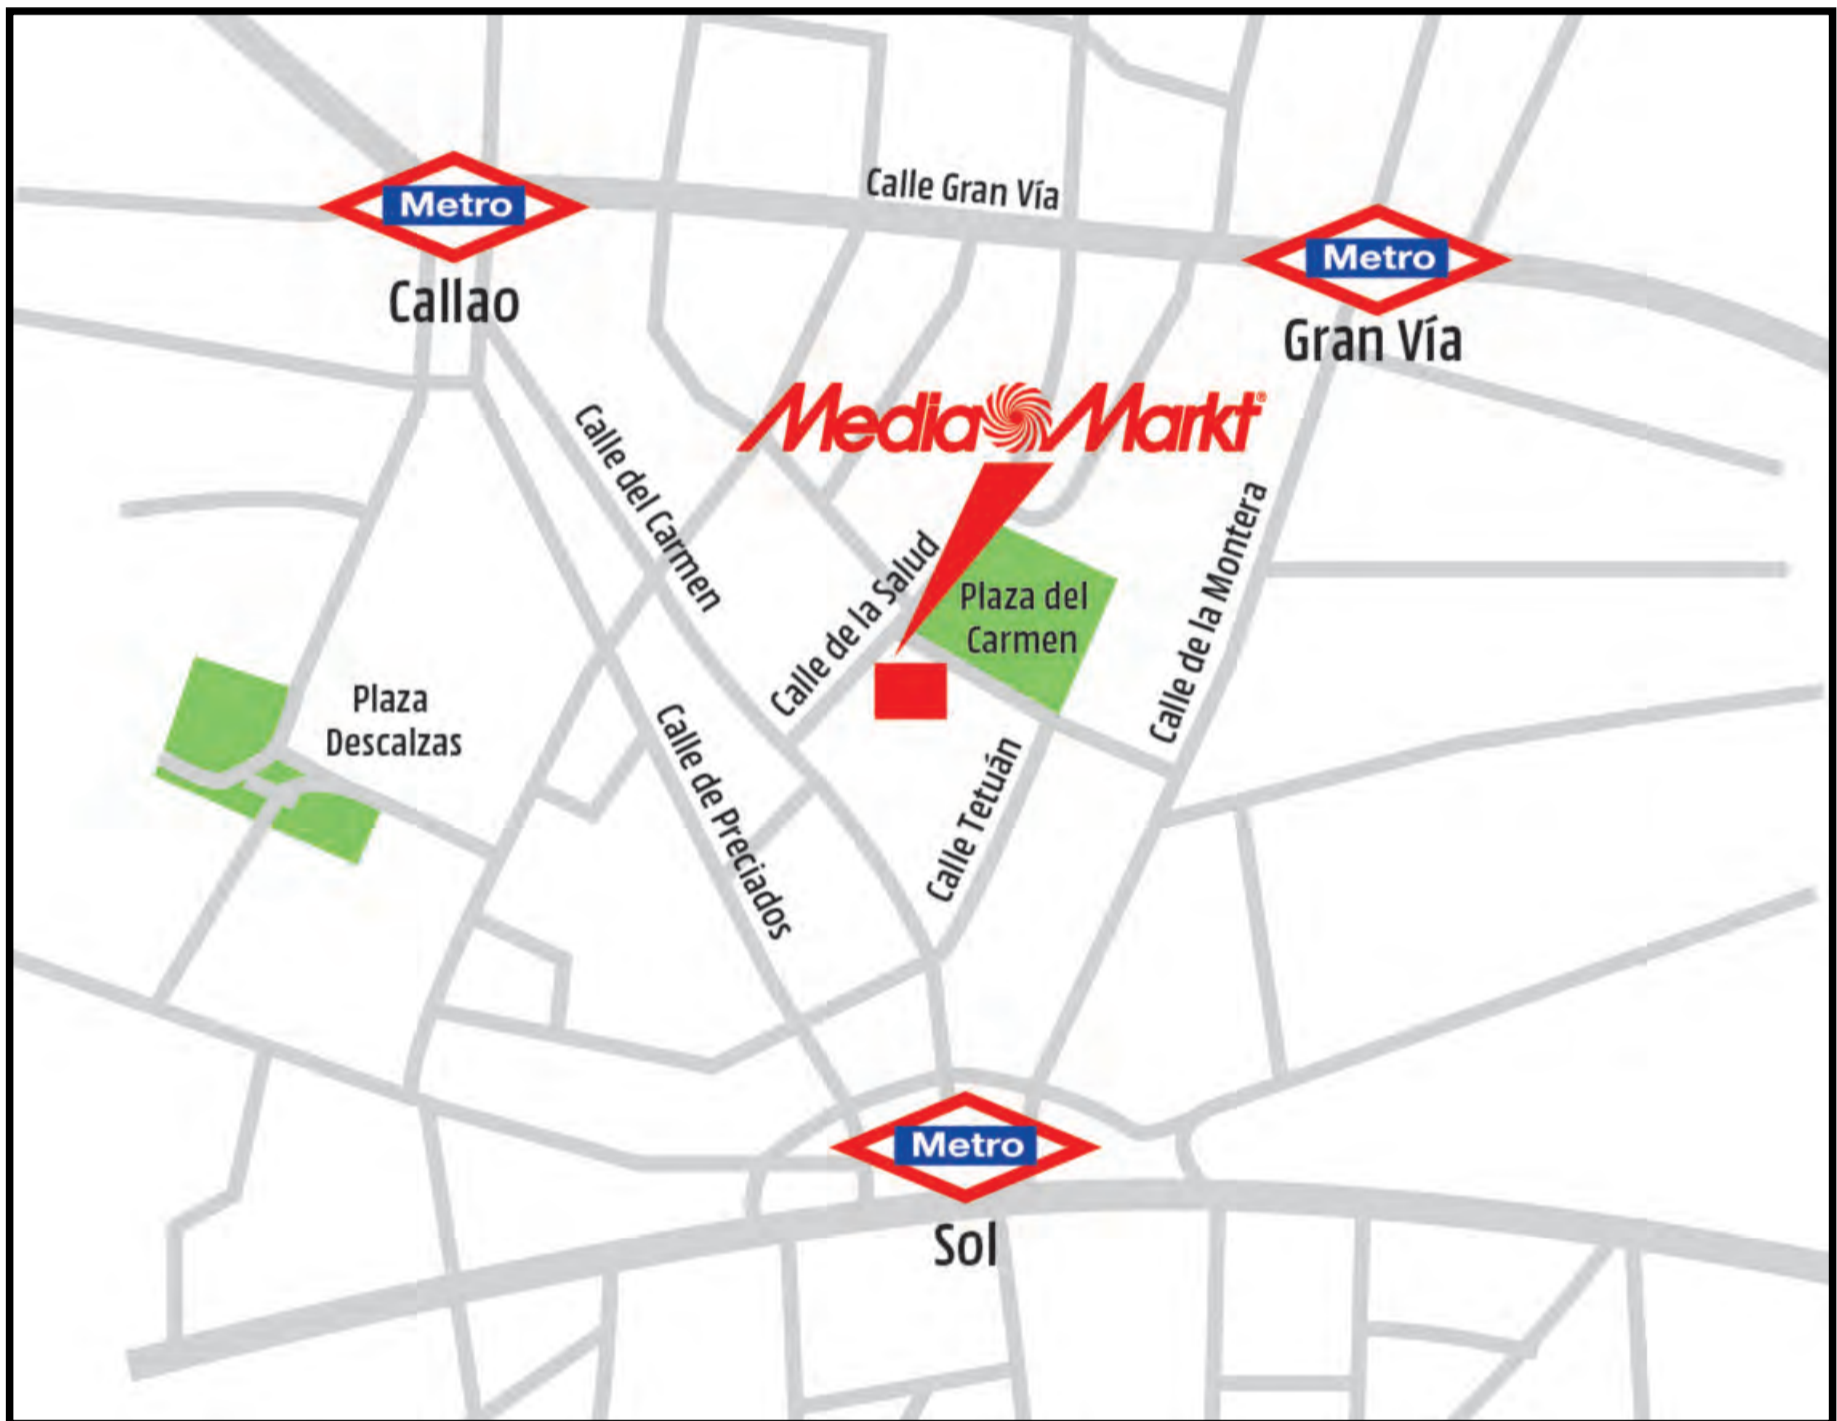 Calle Gran Vía
Metro
Callao
Metro
Gran Vía
MediaMarkt®
Calle del Carmen
Calle de la Salud
Plaza del
Carmen
Calle de la Montera
Plaza
Descalzas
Calle de Preciados
Calle Tetuán
Metro
Sol